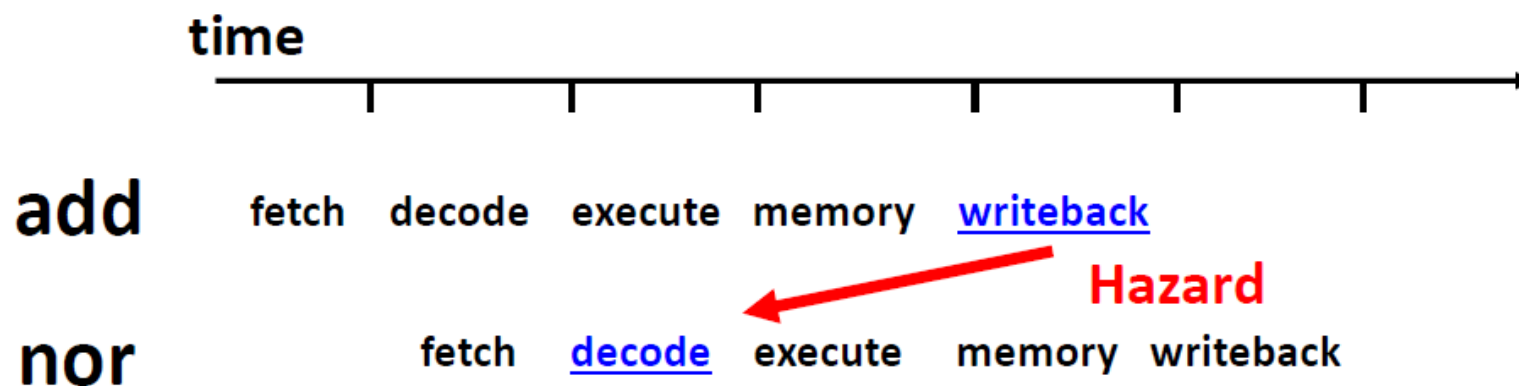 time
add fetch decode execute memory writeback
Hazard
nor fetch decode execute memory writeback